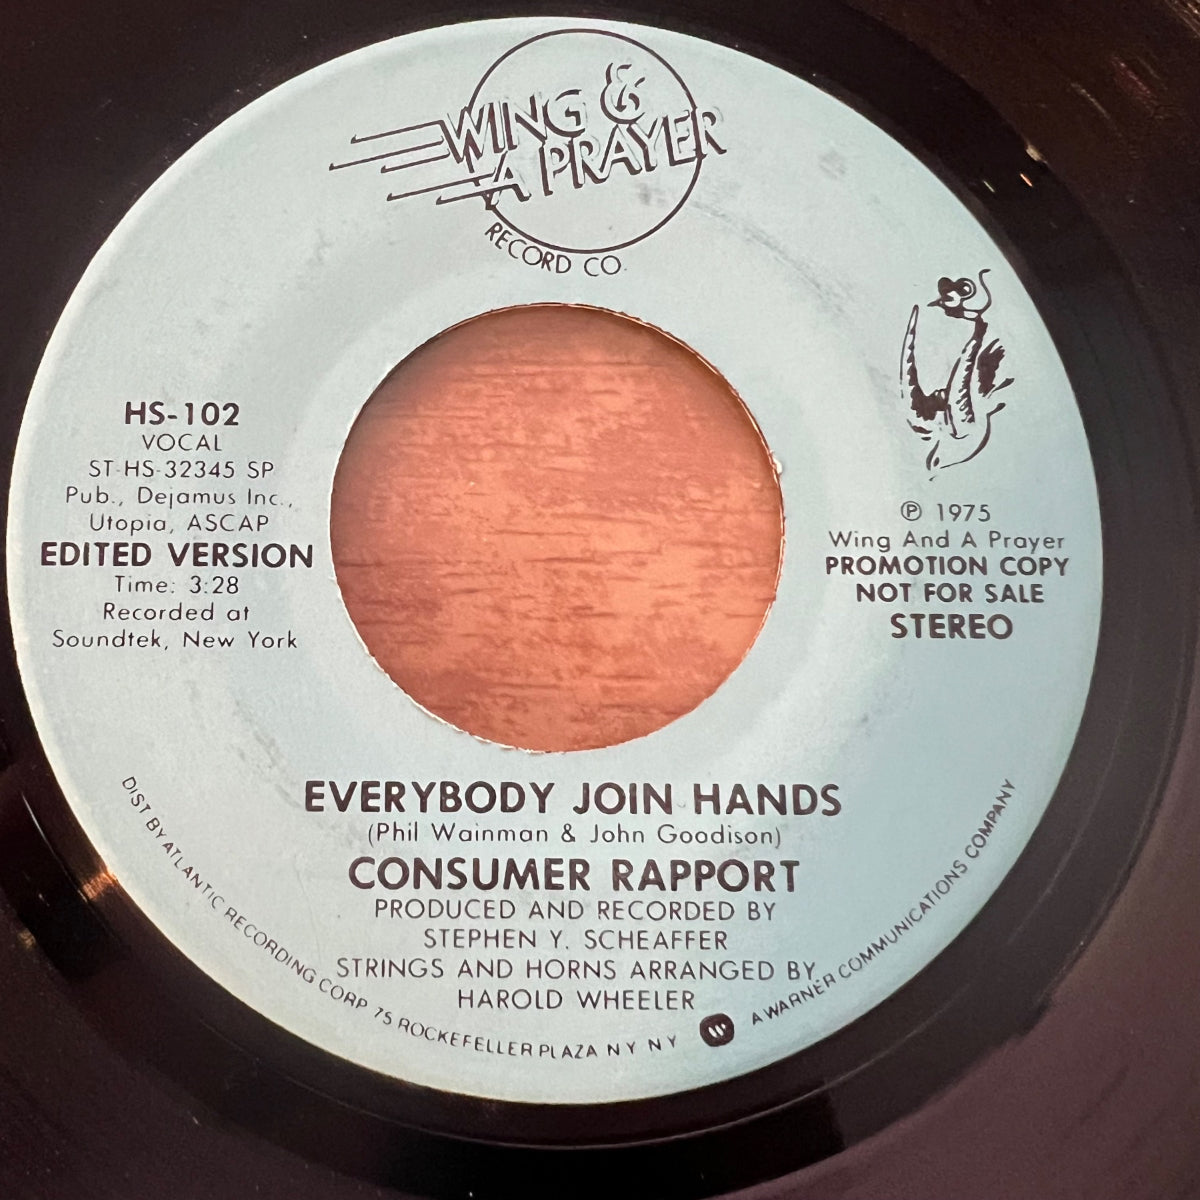 WING &
A PRAYER
RECORD CO.
HS-102
VOCAL
ST-HS-32345 SP
Pub., Dejamus Inc.,
Utopia, ASCAP
EDITED VERSION
Time: 3:28
Recorded at
Soundtek, New York
℗ 1975
Wing And A Prayer
PROMOTION COPY
NOT FOR SALE
STEREO
EVERYBODY JOIN HANDS
(Phil Wainman & John Goodison)
CONSUMER RAPPORT
PRODUCED AND RECORDED BY
STEPHEN Y. SCHEAFFER
STRINGS AND HORNS ARRANGED BY
HAROLD WHEELER
DIST BY ATLANTIC RECORDING CORP 75 ROCKEFELLER PLAZA NY NY W A WARNER COMMUNICATIONS COMPANY